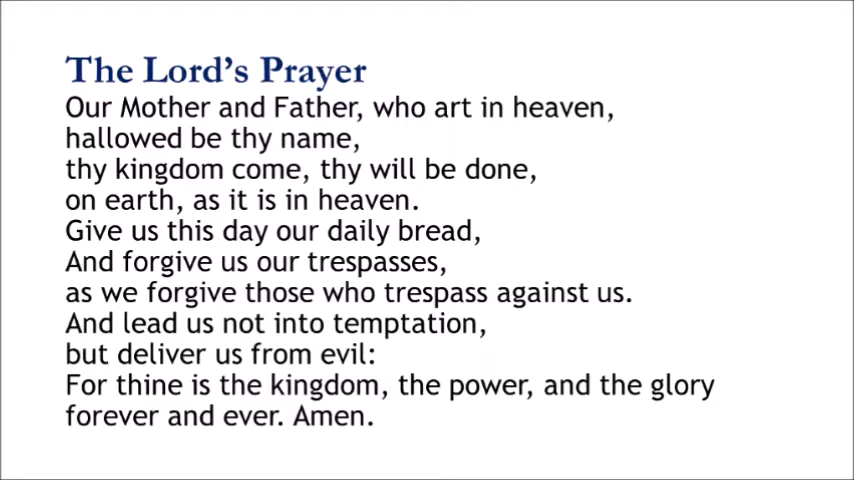 The Lord’s Prayer
Our Mother and Father, who art in heaven,
hallowed be thy name,
thy kingdom come, thy will be done,
on earth, as it is in heaven.
Give us this day our daily bread,
And forgive us our trespasses,
as we forgive those who trespass against us.
And lead us not into temptation,
but deliver us from evil:
For thine is the kingdom, the power, and the glory
forever and ever. Amen.